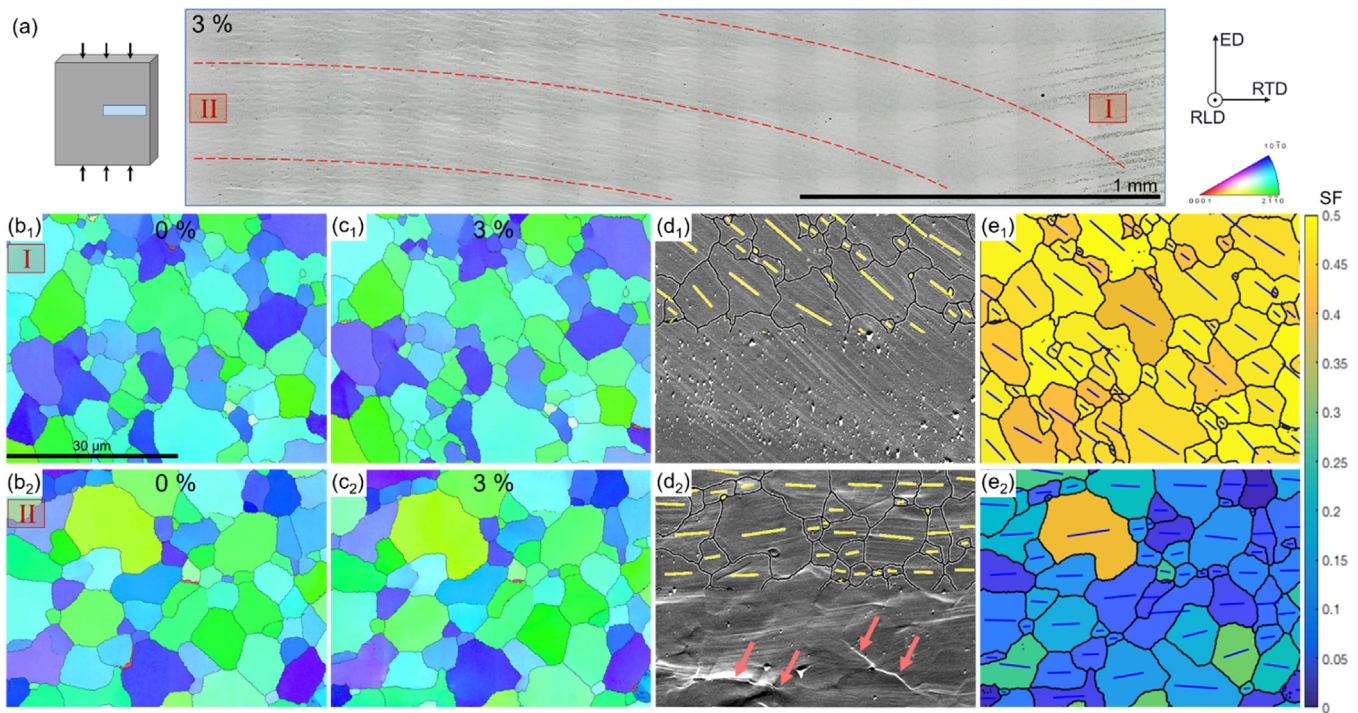 (a)
3 %
II
I
1 mm
ED
RTD
RLD
1010
0001
2110
SF
(b1)
0 %
I
30 µm
(c1)
3 %
(d1)
(e1)
0.5
0.45
0.4
0.35
0.3
0.25
0.2
0.15
0.1
0.05
0
(b2)
0 %
II
(c2)
3 %
(d2)
(e2)